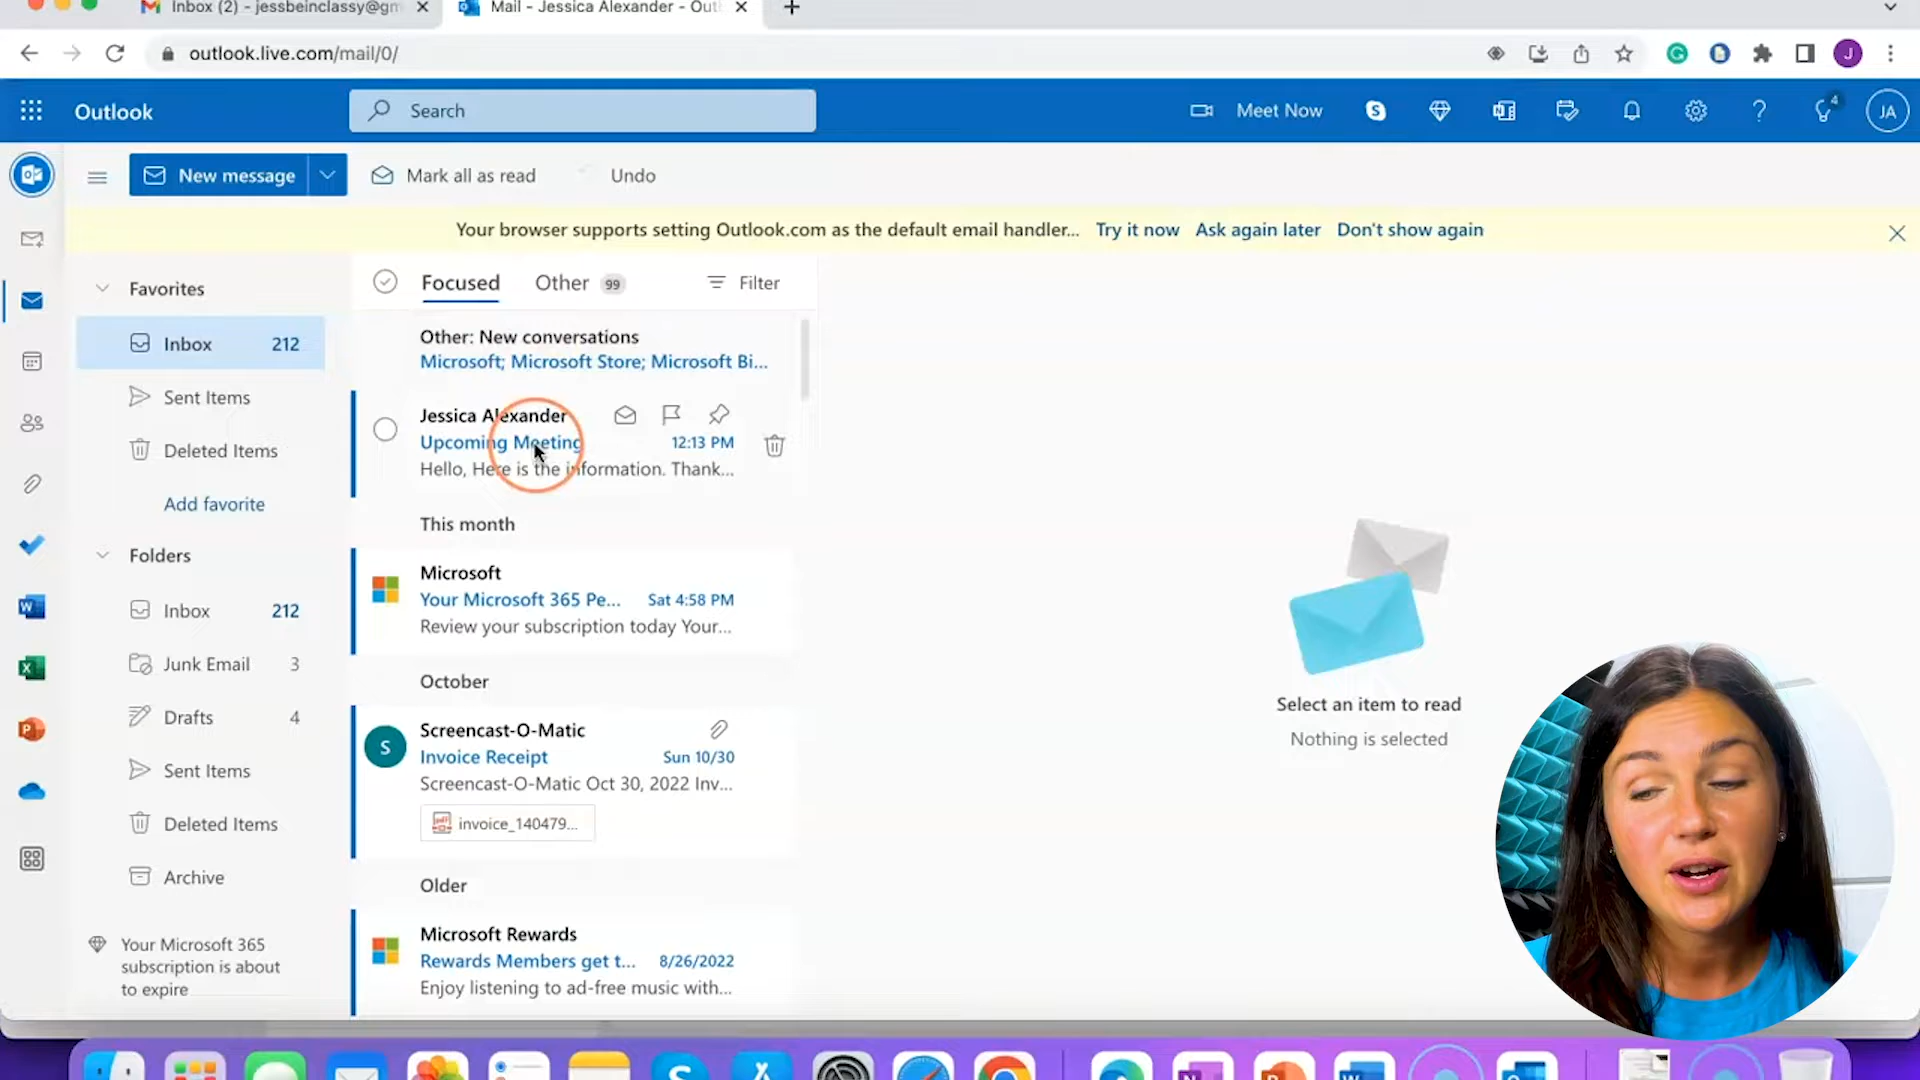 Inbox (2) - jessbeinclassy@gm
Mail - Jessica Alexander - Out
outlook.live.com/mail/0/
J
Outlook
Search
Meet Now
4
JA
New message
Mark all as read
Undo
Your browser supports setting Outlook.com as the default email handler... Try it now Ask again later Don't show again
Favorites
Inbox 212
Sent Items
Deleted Items
Add favorite
Folders
Inbox 212
Junk Email 3
Drafts 4
Sent Items
Deleted Items
Archive
Your Microsoft 365
subscription is about
to expire
Focused Other 99 Filter
Other: New conversations
Microsoft; Microsoft Store; Microsoft Bi...
Jessica Alexander
Upcoming Meeting 12:13 PM
Hello, Here is the information. Thank...
This month
Microsoft
Your Microsoft 365 Pe... Sat 4:58 PM
Review your subscription today Your...
October
S
Screencast-O-Matic
Invoice Receipt Sun 10/30
Screencast-O-Matic Oct 30, 2022 Inv...
invoice_140479...
Older
Microsoft Rewards
Rewards Members get t... 8/26/2022
Enjoy listening to ad-free music with...
Select an item to read
Nothing is selected